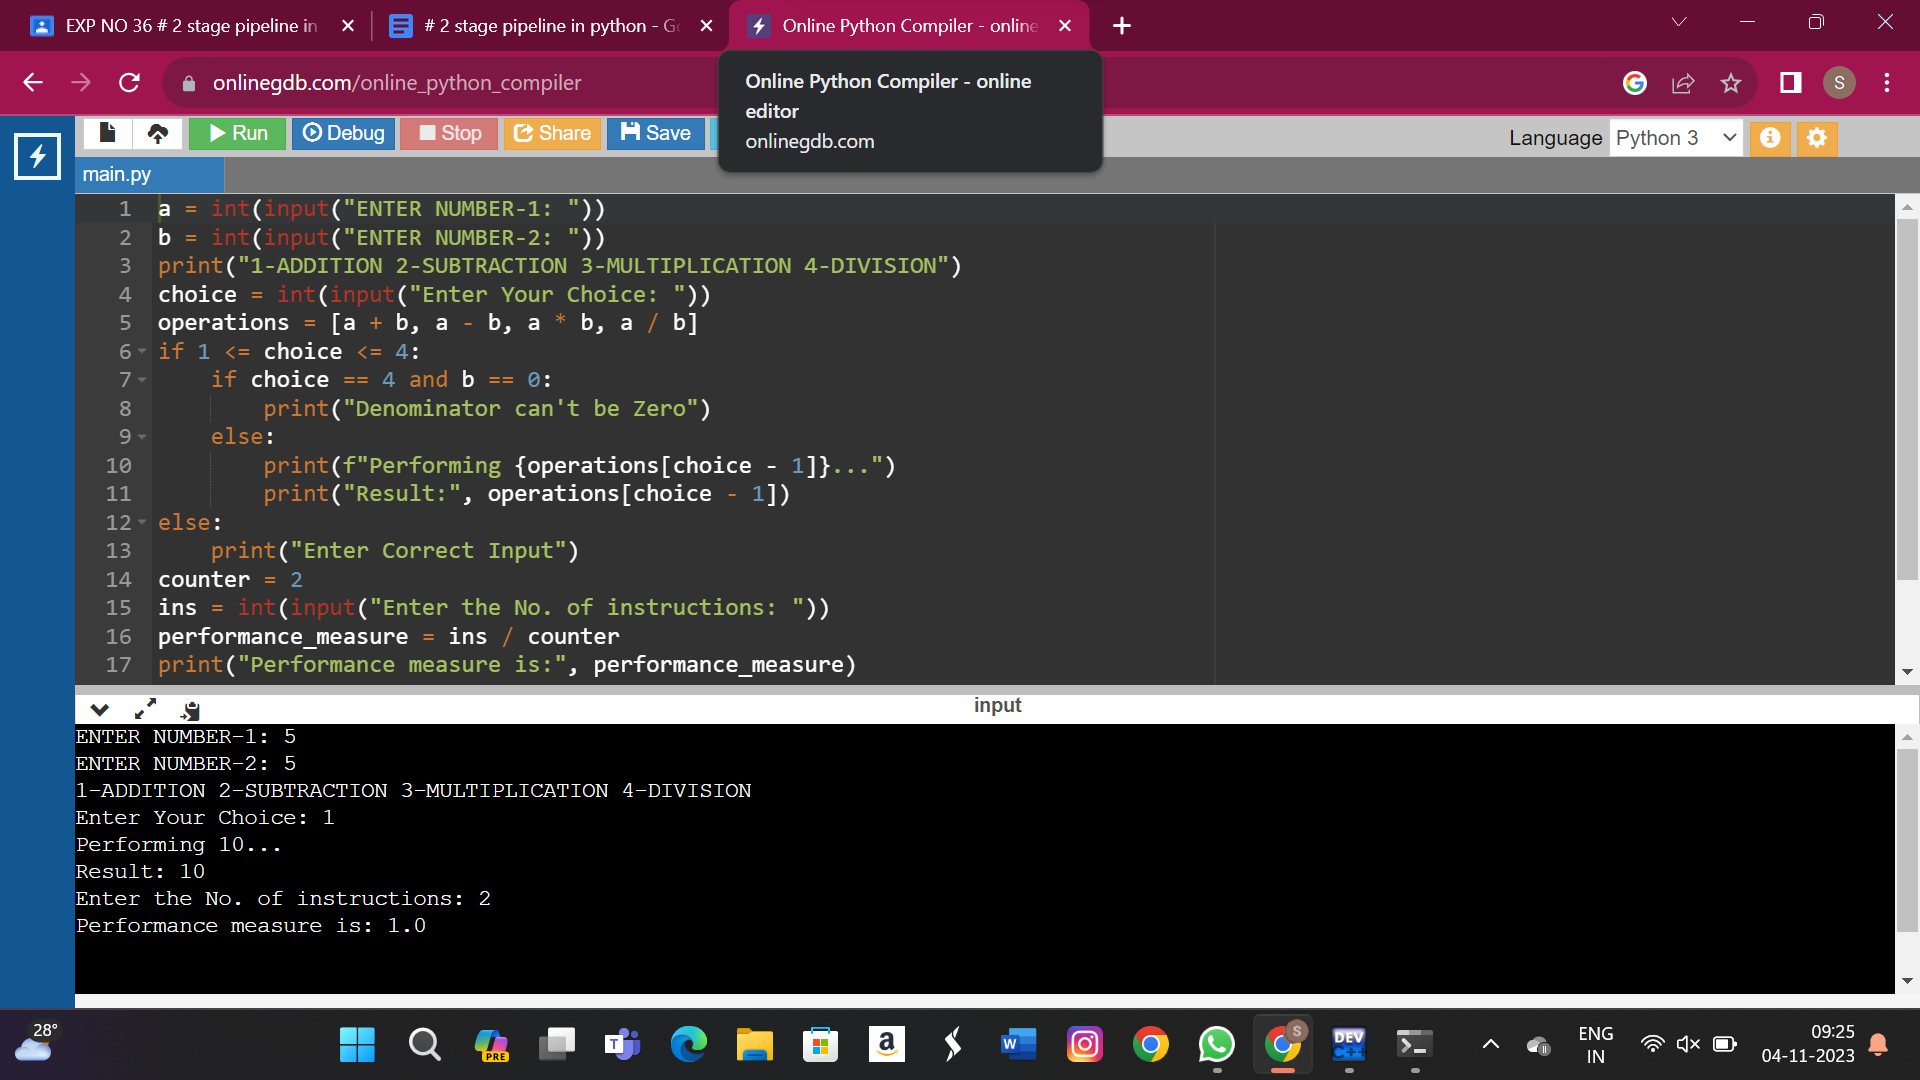 EXP NO 36 # 2 stage pipeline in
# 2 stage pipeline in python - G
Online Python Compiler - online
onlinegdb.com/online_python_compiler
Online Python Compiler - online
editor
onlinegdb.com
S
Run Debug Stop Share Save
Language Python 3
main.py
1 a = int(input("ENTER NUMBER-1: "))
2 b = int(input("ENTER NUMBER-2: "))
3 print("1-ADDITION 2-SUBTRACTION 3-MULTIPLICATION 4-DIVISION")
4 choice = int(input("Enter Your Choice: "))
5 operations = [a + b, a - b, a * b, a / b]
6 if 1 <= choice <= 4:
7 if choice == 4 and b == 0:
8 print("Denominator can't be Zero")
9 else:
10 print(f"Performing {operations[choice - 1]}...")
11 print("Result:", operations[choice - 1])
12 else:
13 print("Enter Correct Input")
14 counter = 2
15 ins = int(input("Enter the No. of instructions: "))
16 performance_measure = ins / counter
17 print("Performance measure is:", performance_measure)
input
ENTER NUMBER-1: 5
ENTER NUMBER-2: 5
1-ADDITION 2-SUBTRACTION 3-MULTIPLICATION 4-DIVISION
Enter Your Choice: 1
Performing 10...
Result: 10
Enter the No. of instructions: 2
Performance measure is: 1.0
28°
PRE
T
a
W
S
DEV
C++
ENG
IN
09:25
04-11-2023